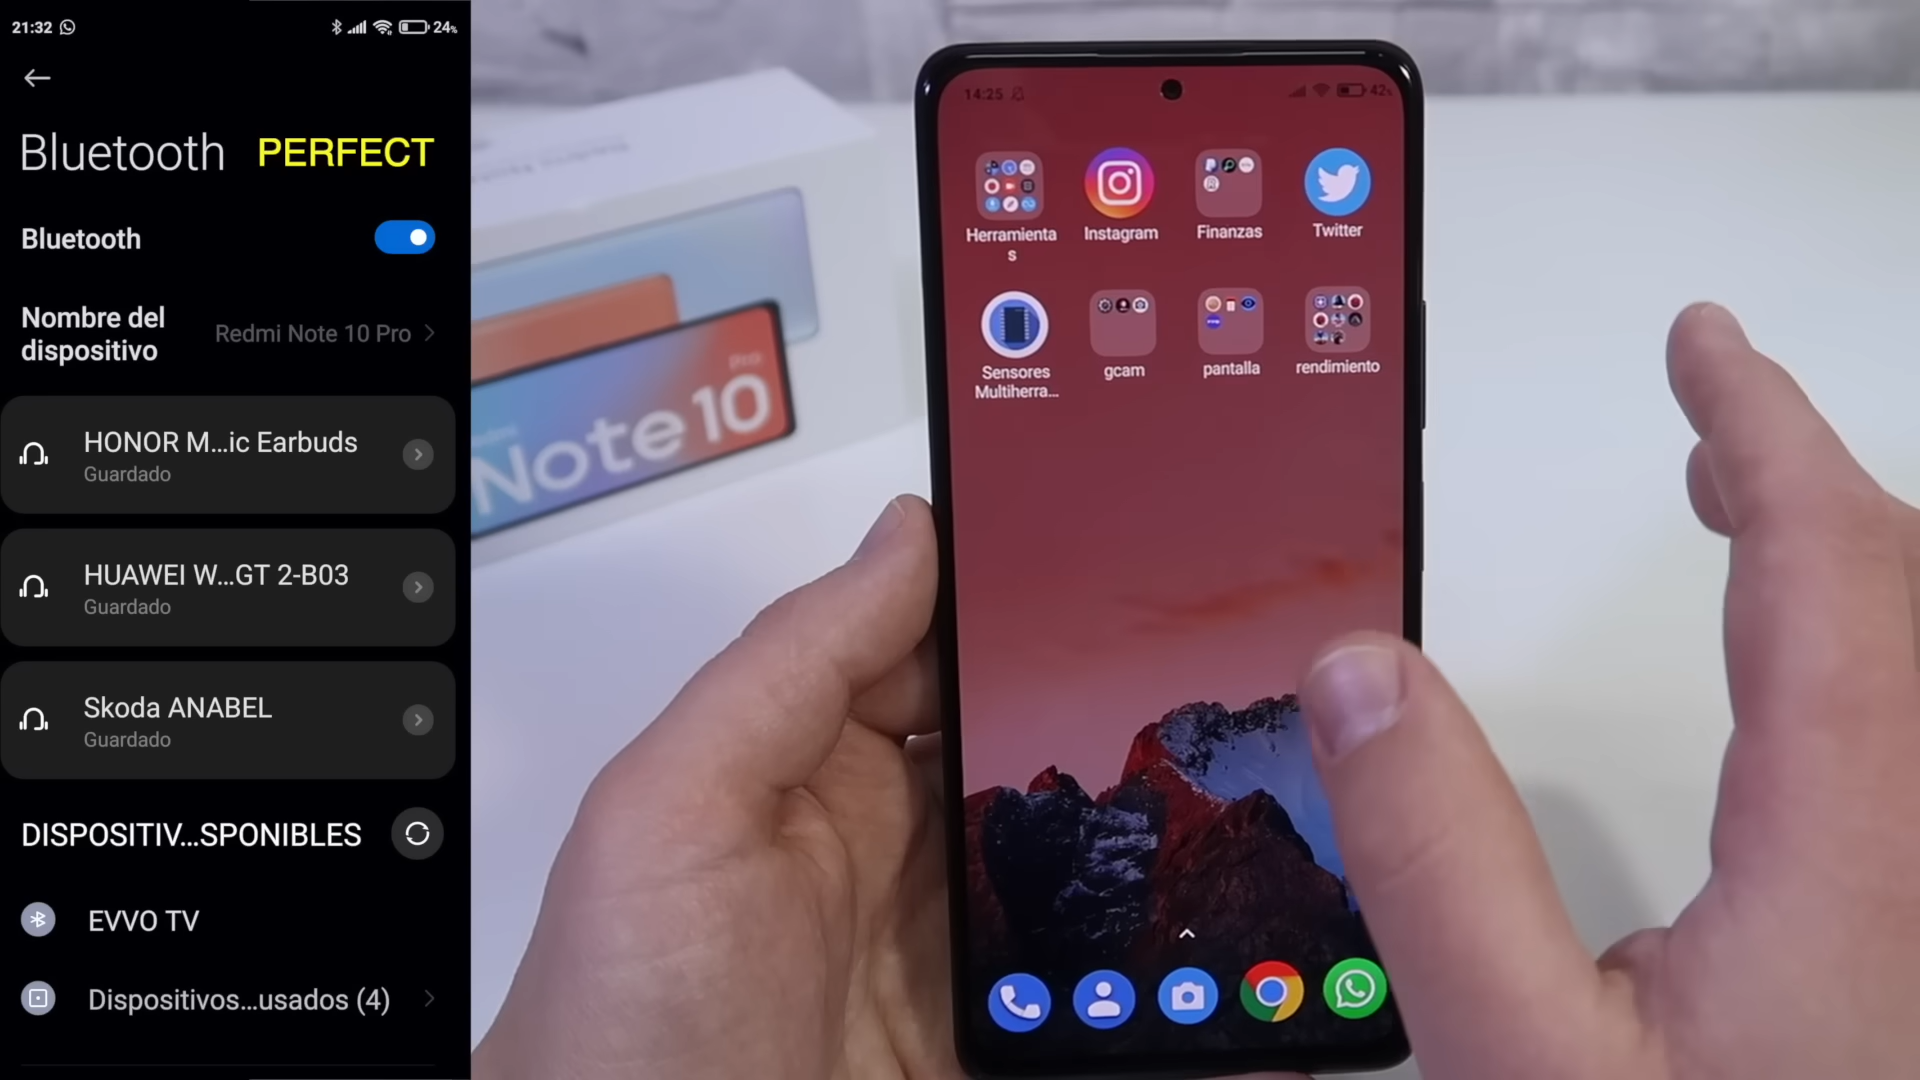 21:32
24%
Bluetooth
PERFECT
Bluetooth
Nombre del
dispositivo
Redmi Note 10 Pro
HONOR M...ic Earbuds
Guardado
HUAWEI W...GT 2-B03
Guardado
Skoda ANABEL
Guardado
DISPOSITIV...SPONIBLES
EVVO TV
Dispositivos...usados (4)
pro
Note 10
14:25
42%
Herramienta
s
Instagram
Finanzas
Twitter
Sensores
Multiherra...
gcam
pantalla
rendimiento